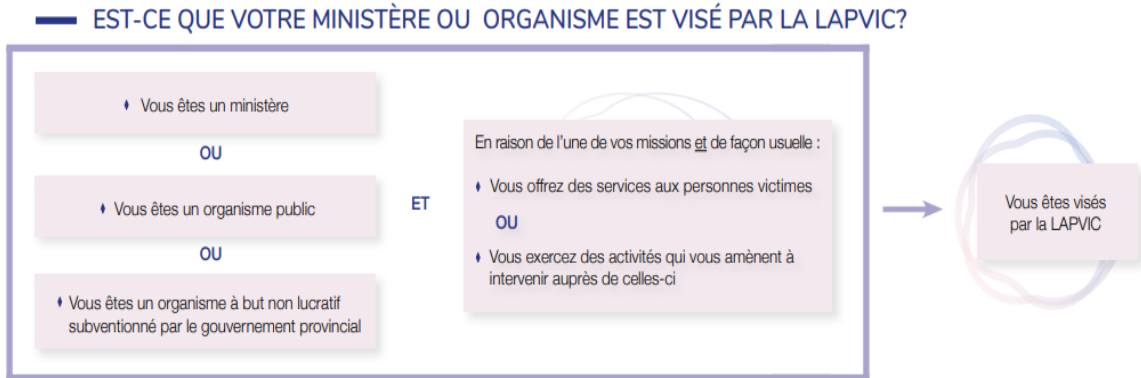 EST-CE QUE VOTRE MINISTÈRE OU ORGANISME EST VISÉ PAR LA LAPVIC?
Vous êtes un ministère
OU
Vous êtes un organisme public
OU
Vous êtes un organisme à but non lucratif
subventionné par le gouvernement provincial
ET
En raison de l'une de vos missions et de façon usuelle :
Vous offrez des services aux personnes victimes
OU
Vous exercez des activités qui vous amènent à
intervenir auprès de celles-ci
Vous êtes visés
par la LAPVIC